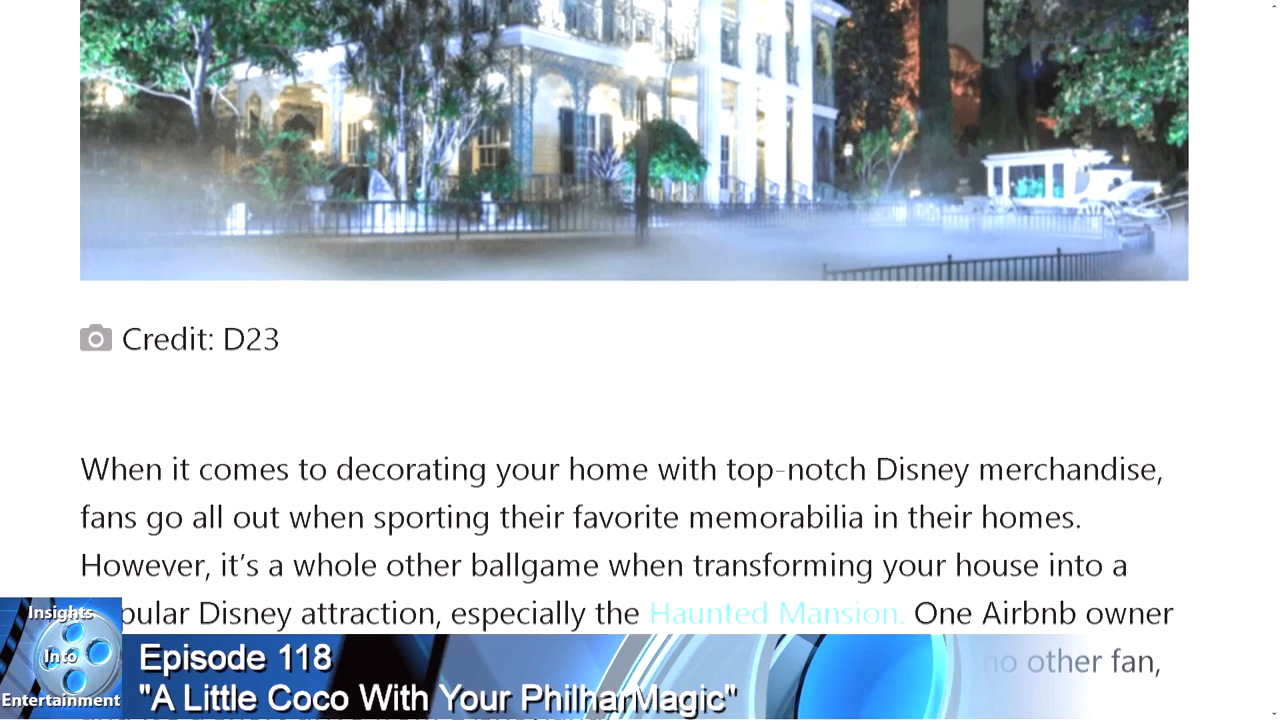 Credit: D23
When it comes to decorating your home with top-notch Disney merchandise,
fans go all out when sporting their favorite memorabilia in their homes.
However, it's a whole other ballgame when transforming your house into a
pular Disney attraction, especially the Haunted Mansion. One Airbnb owner
no other fan,
Insights
Into
Entertainment
Episode 118
"A Little Coco With Your PhilharMagic"